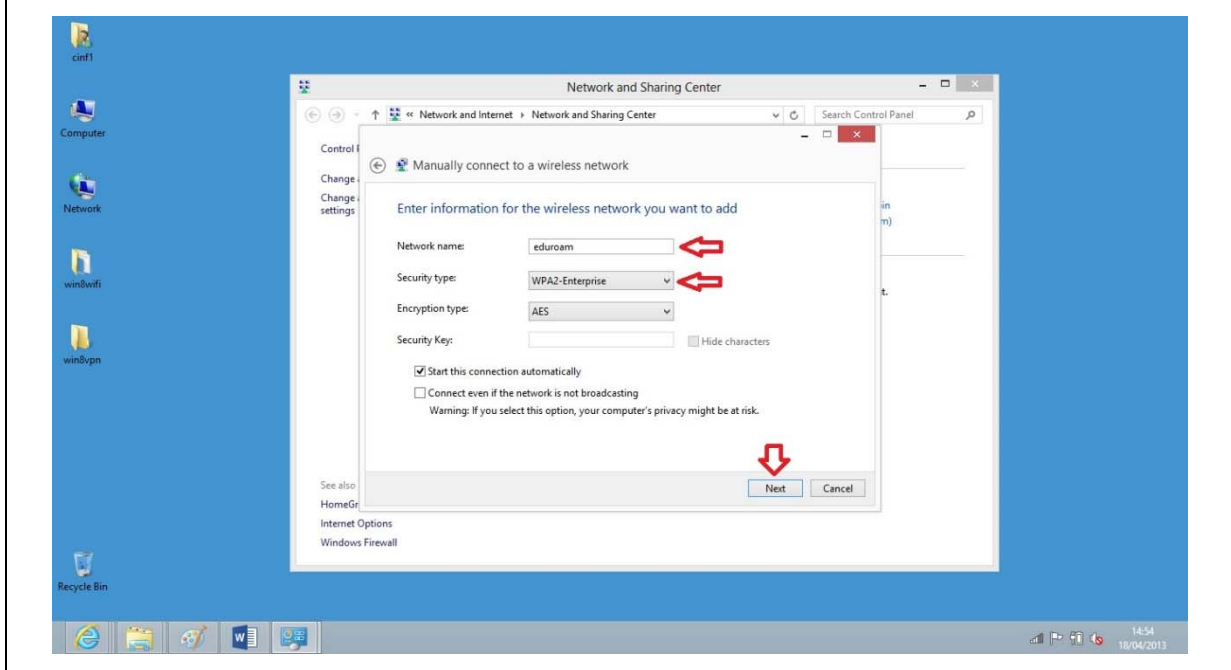 cinf1
Computer
Network
win8wifi
win8vpn
Recycle Bin
Network and Sharing Center
« Network and Internet ▸ Network and Sharing Center
Search Control Panel
Control
Change
Change
settings
Manually connect to a wireless network
Enter information for the wireless network you want to add
Network name: eduroam
Security type: WPA2-Enterprise
Encryption type: AES
Security Key:
Hide characters
Start this connection automatically
Connect even if the network is not broadcasting
Warning: If you select this option, your computer's privacy might be at risk.
Next Cancel
in
m)
t.
See also
HomeGr
Internet Options
Windows Firewall
14:54
18/04/2013